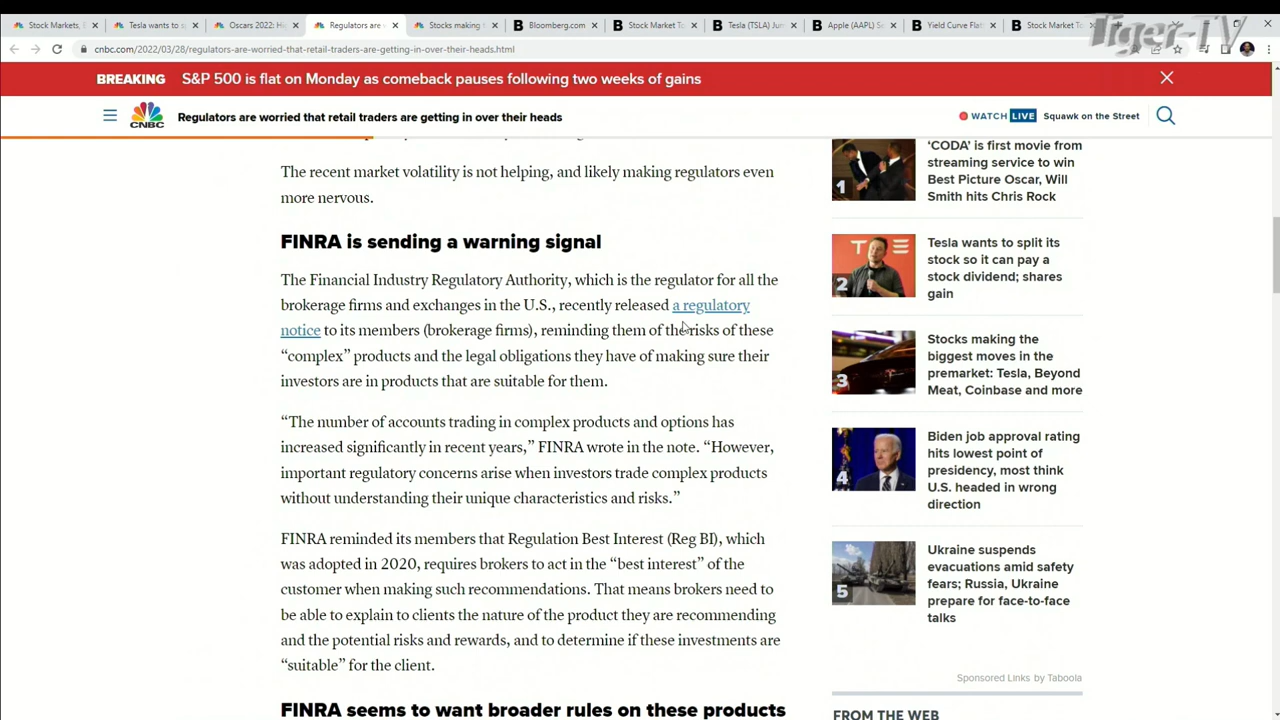 Stock Markets,
Tesla wants to s
Oscars 2022: Hi
Regulators are
Stocks making
Bloomberg.com
Stock Market To
Tesla (TSLA) Jum
Apple (AAPL) S
Yield Curve Flat
Stock Market To
Tiger-TV
cnbc.com/2022/03/28/regulators-are-worried-that-retail-traders-are-getting-in-over-their-heads.html
BREAKING S&P 500 is flat on Monday as comeback pauses following two weeks of gains
CNBC
Regulators are worried that retail traders are getting in over their heads
WATCH LIVE Squawk on the Street
The recent market volatility is not helping, and likely making regulators even
more nervous.
FINRA is sending a warning signal
The Financial Industry Regulatory Authority, which is the regulator for all the
brokerage firms and exchanges in the U.S., recently released a regulatory
notice to its members (brokerage firms), reminding them of the risks of these
“complex” products and the legal obligations they have of making sure their
investors are in products that are suitable for them.
“The number of accounts trading in complex products and options has
increased significantly in recent years,” FINRA wrote in the note. “However,
important regulatory concerns arise when investors trade complex products
without understanding their unique characteristics and risks.”
FINRA reminded its members that Regulation Best Interest (Reg BI), which
was adopted in 2020, requires brokers to act in the “best interest” of the
customer when making such recommendations. That means brokers need to
be able to explain to clients the nature of the product they are recommending
and the potential risks and rewards, and to determine if these investments are
“suitable” for the client.
FINRA seems to want broader rules on these products
1
‘CODA’ is first movie from
streaming service to win
Best Picture Oscar, Will
Smith hits Chris Rock
2
Tesla wants to split its
stock so it can pay a
stock dividend; shares
gain
3
Stocks making the
biggest moves in the
premarket: Tesla, Beyond
Meat, Coinbase and more
4
Biden job approval rating
hits lowest point of
presidency, most think
U.S. headed in wrong
direction
5
Ukraine suspends
evacuations amid safety
fears; Russia, Ukraine
prepare for face-to-face
talks
Sponsored Links by Taboola
FROM THE WEB